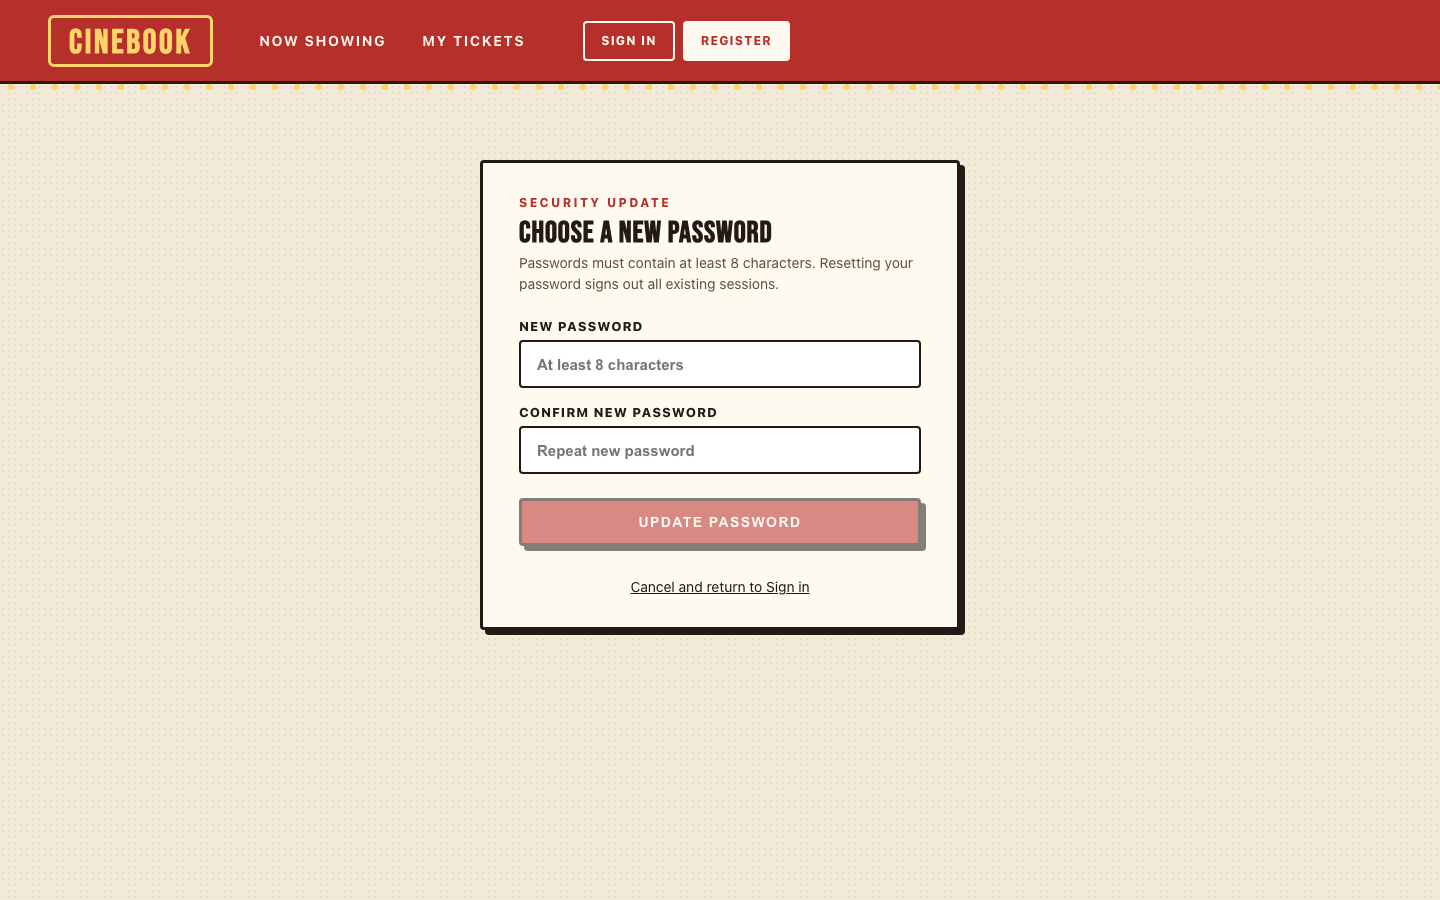 CINEBOOK
NOW SHOWING
MY TICKETS
SIGN IN
REGISTER
SECURITY UPDATE
CHOOSE A NEW PASSWORD
Passwords must contain at least 8 characters. Resetting your
password signs out all existing sessions.
NEW PASSWORD
At least 8 characters
CONFIRM NEW PASSWORD
Repeat new password
UPDATE PASSWORD
Cancel and return to Sign in